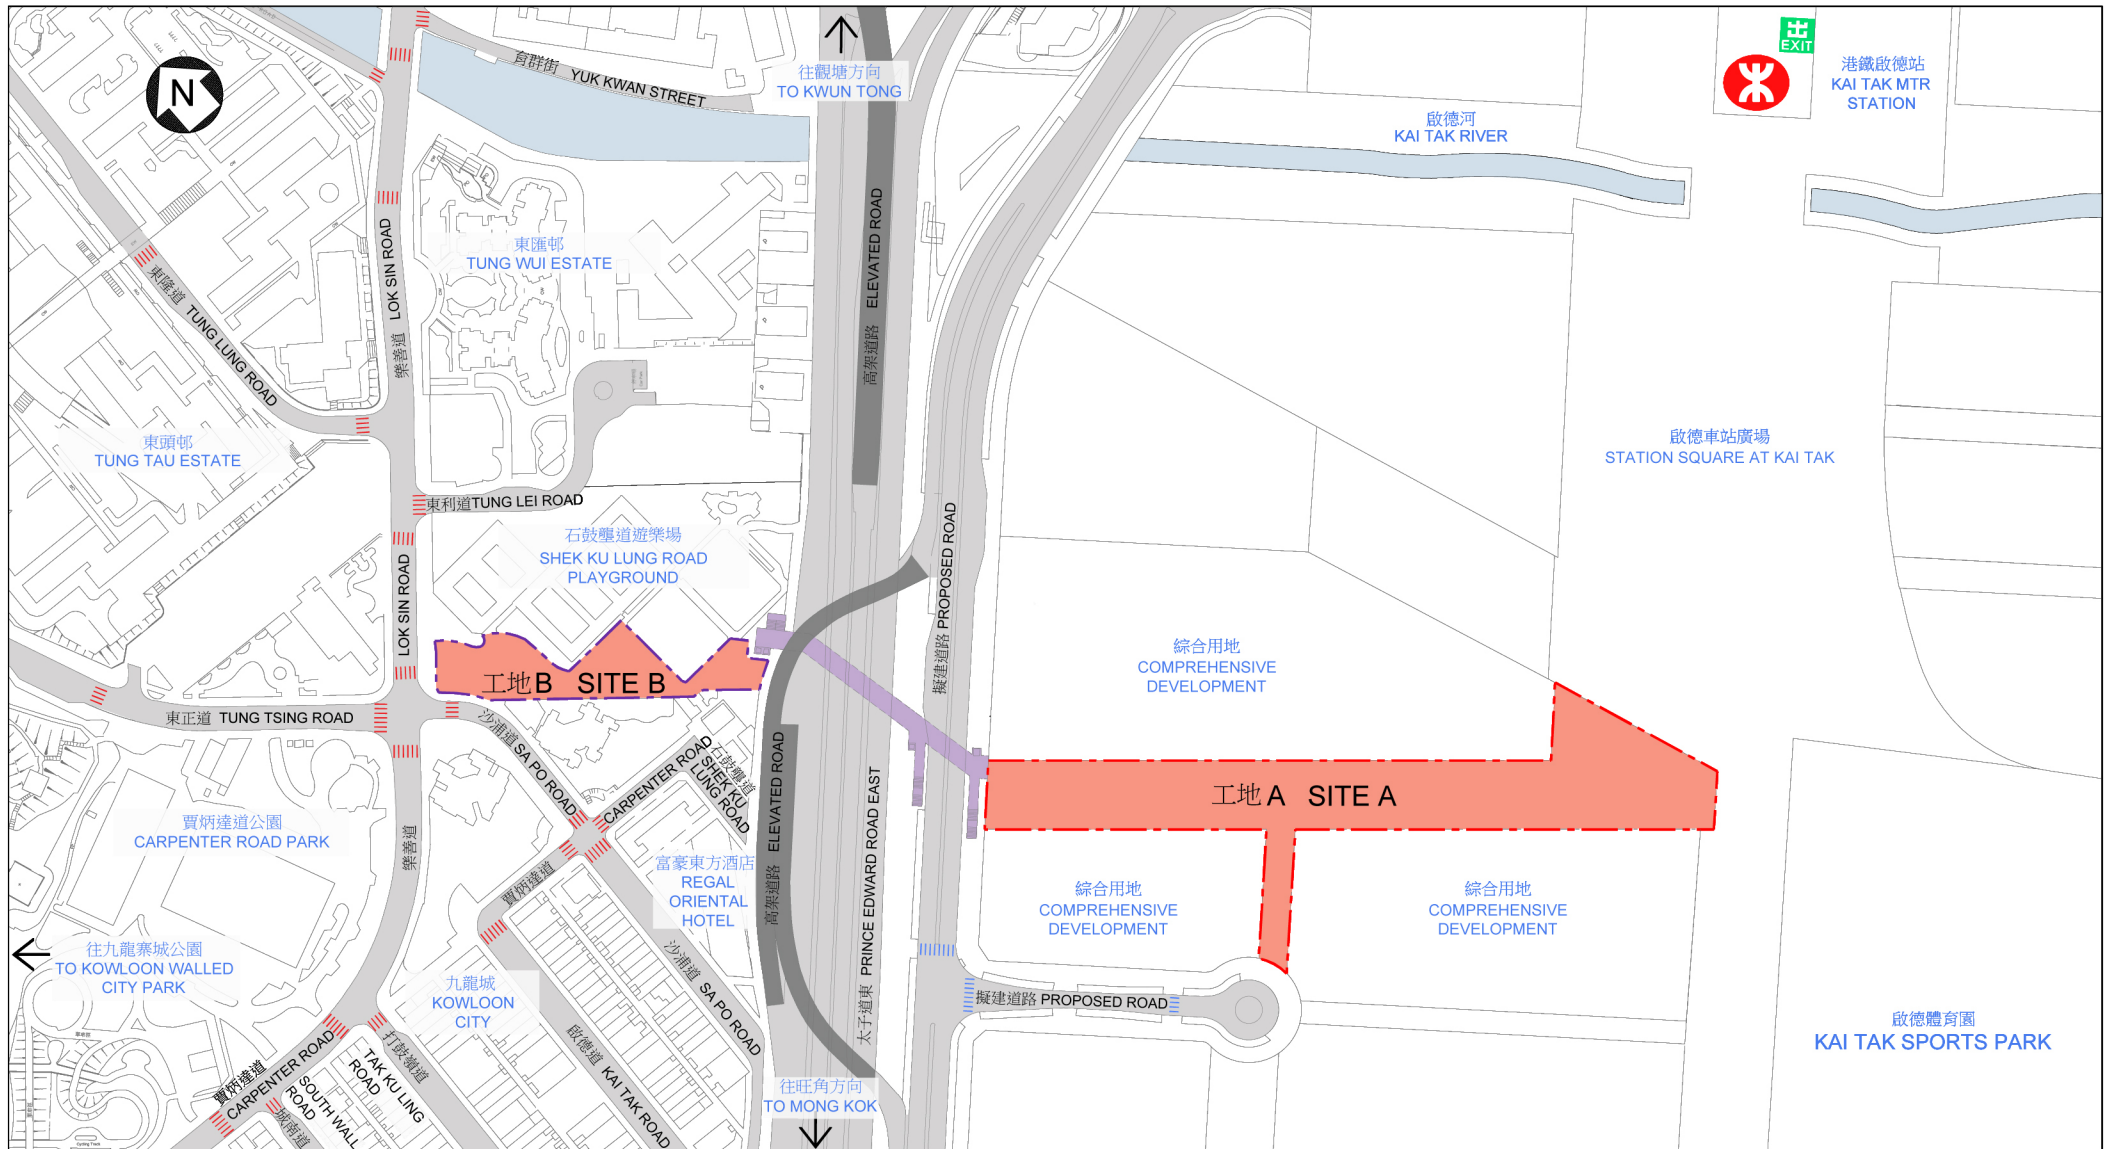 N
育群街 YUK KWAN STREET
往觀塘方向
TO KWUN TONG
出
EXIT
港鐵啟德站
KAI TAK MTR
STATION
啟德河
KAI TAK RIVER
東匯邨
TUNG WUI ESTATE
樂善道 LOK SIN ROAD
高架道路 ELEVATED ROAD
東隆道 TUNG LUNG ROAD
東頭邨
TUNG TAU ESTATE
啟德車站廣場
STATION SQUARE AT KAI TAK
東利道TUNG LEI ROAD
石鼓壟道遊樂場
SHEK KU LUNG ROAD
PLAYGROUND
LOK SIN ROAD
擬建道路 PROPOSED ROAD
綜合用地
COMPREHENSIVE
DEVELOPMENT
工地B SITE B
東正道 TUNG TSING ROAD
沙浦道 SA PO ROAD
CARPENTER ROAD
石鼓壟道
SHEK KU
LUNG ROAD
工地A SITE A
賈炳達道公園
CARPENTER ROAD PARK
樂善道
賈炳達道
富豪東方酒店
REGAL
ORIENTAL
HOTEL
高架道路 ELEVATED ROAD
太子道東 PRINCE EDWARD ROAD EAST
綜合用地
COMPREHENSIVE
DEVELOPMENT
綜合用地
COMPREHENSIVE
DEVELOPMENT
往九龍寨城公園
TO KOWLOON WALLED
CITY PARK
九龍城
KOWLOON
CITY
沙浦道 SA PO ROAD
啟德道 KAI TAK ROAD
擬建道路 PROPOSED ROAD
啟德體育園
KAI TAK SPORTS PARK
賈炳達道
CARPENTER ROAD
打鼓嶺道
TAK KU LING
ROAD
SOUTH WALL
ROAD
城南道
往旺角方向
TO MONG KOK
Cycling Track